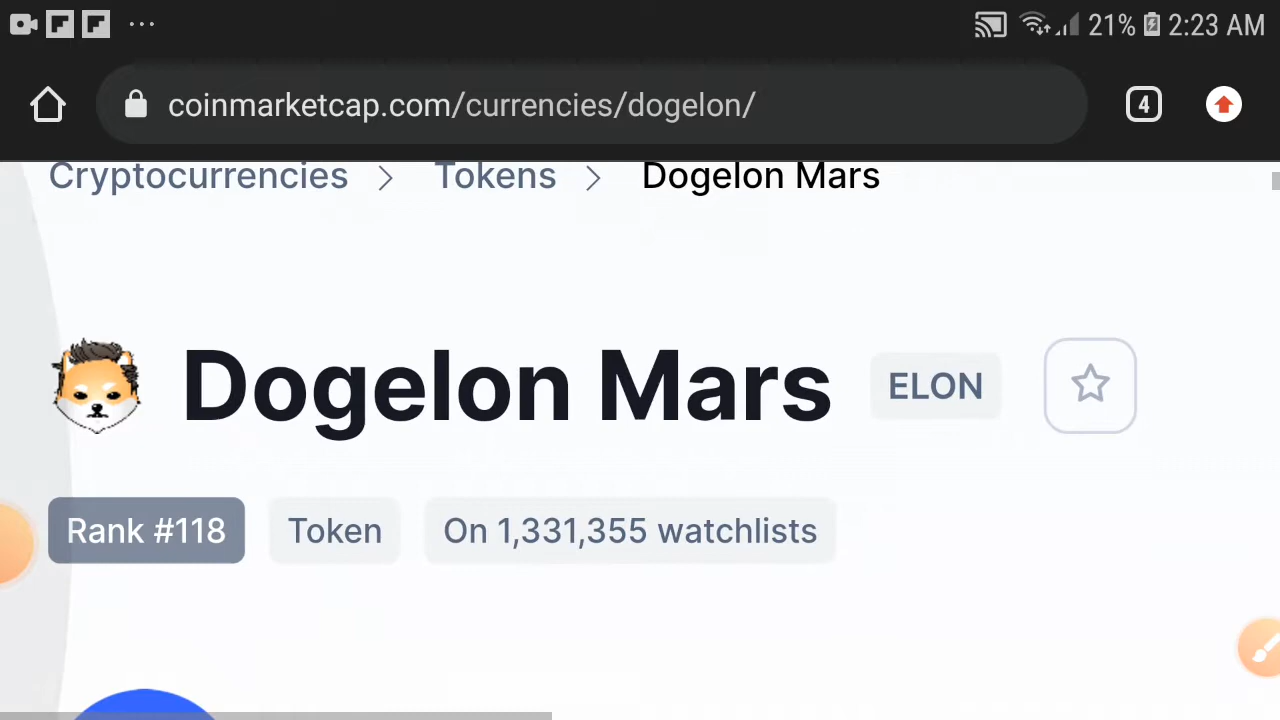 ··· 21% 2:23 AM
coinmarketcap.com/currencies/dogelon/ 4
Cryptocurrencies > Tokens > Dogelon Mars
Dogelon Mars ELON
Rank #118 Token On 1,331,355 watchlists